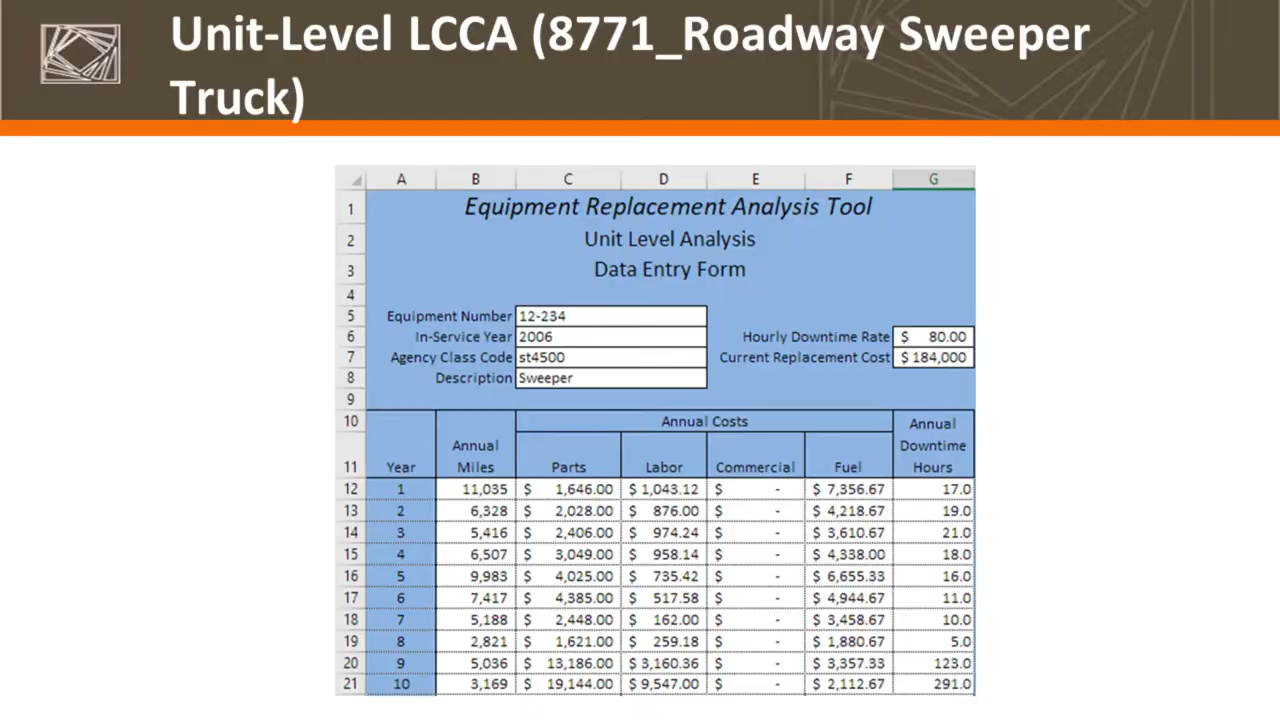 Unit-Level LCCA (8771_Roadway Sweeper
Truck)
A B C D E F G
1 Equipment Replacement Analysis Tool
2 Unit Level Analysis
3 Data Entry Form
4
5 Equipment Number 12-234
6 In-Service Year 2006 Hourly Downtime Rate $ 80.00
7 Agency Class Code st4500 Current Replacement Cost $ 184,000
8 Description Sweeper
9
10 Annual Costs Annual
Annual Downtime
11 Year Miles Parts Labor Commercial Fuel Hours
12 1 11,035 $ 1,646.00 $ 1,043.12 $ - $ 7,356.67 17.0
13 2 6,328 $ 2,028.00 $ 876.00 $ - $ 4,218.67 19.0
14 3 5,416 $ 2,406.00 $ 974.24 $ - $ 3,610.67 21.0
15 4 6,507 $ 3,049.00 $ 958.14 $ - $ 4,338.00 18.0
16 5 9,983 $ 4,025.00 $ 735.42 $ - $ 6,655.33 16.0
17 6 7,417 $ 4,385.00 $ 517.58 $ - $ 4,944.67 11.0
18 7 5,188 $ 2,448.00 $ 162.00 $ - $ 3,458.67 10.0
19 8 2,821 $ 1,621.00 $ 259.18 $ - $ 1,880.67 5.0
20 9 5,036 $ 13,186.00 $ 3,160.36 $ - $ 3,357.33 123.0
21 10 3,169 $ 19,144.00 $ 9,547.00 $ - $ 2,112.67 291.0